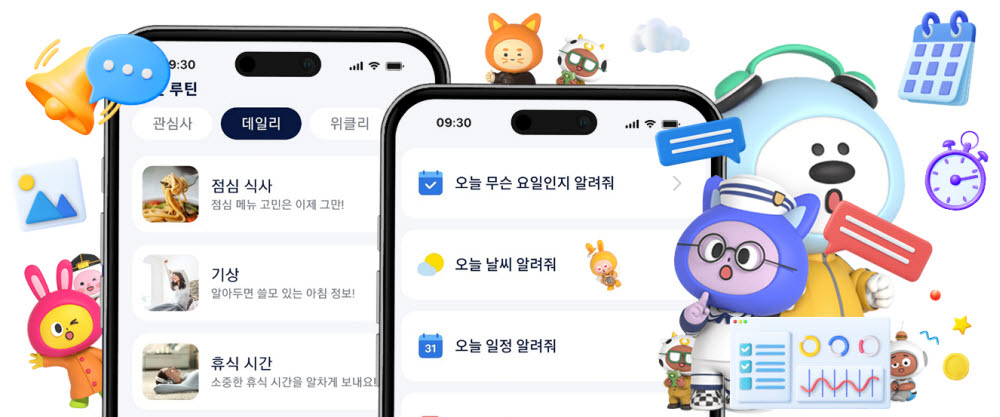 9:30
루틴
관심사
데일리
위클리
점심 식사
점심 메뉴 고민은 이제 그만!
기상
알아두면 쓸모 있는 아침 정보!
휴식 시간
소중한 휴식 시간을 알차게 보내요!
09:30
오늘 무슨 요일인지 알려줘
오늘 날씨 알려줘
31
오늘 일정 알려줘